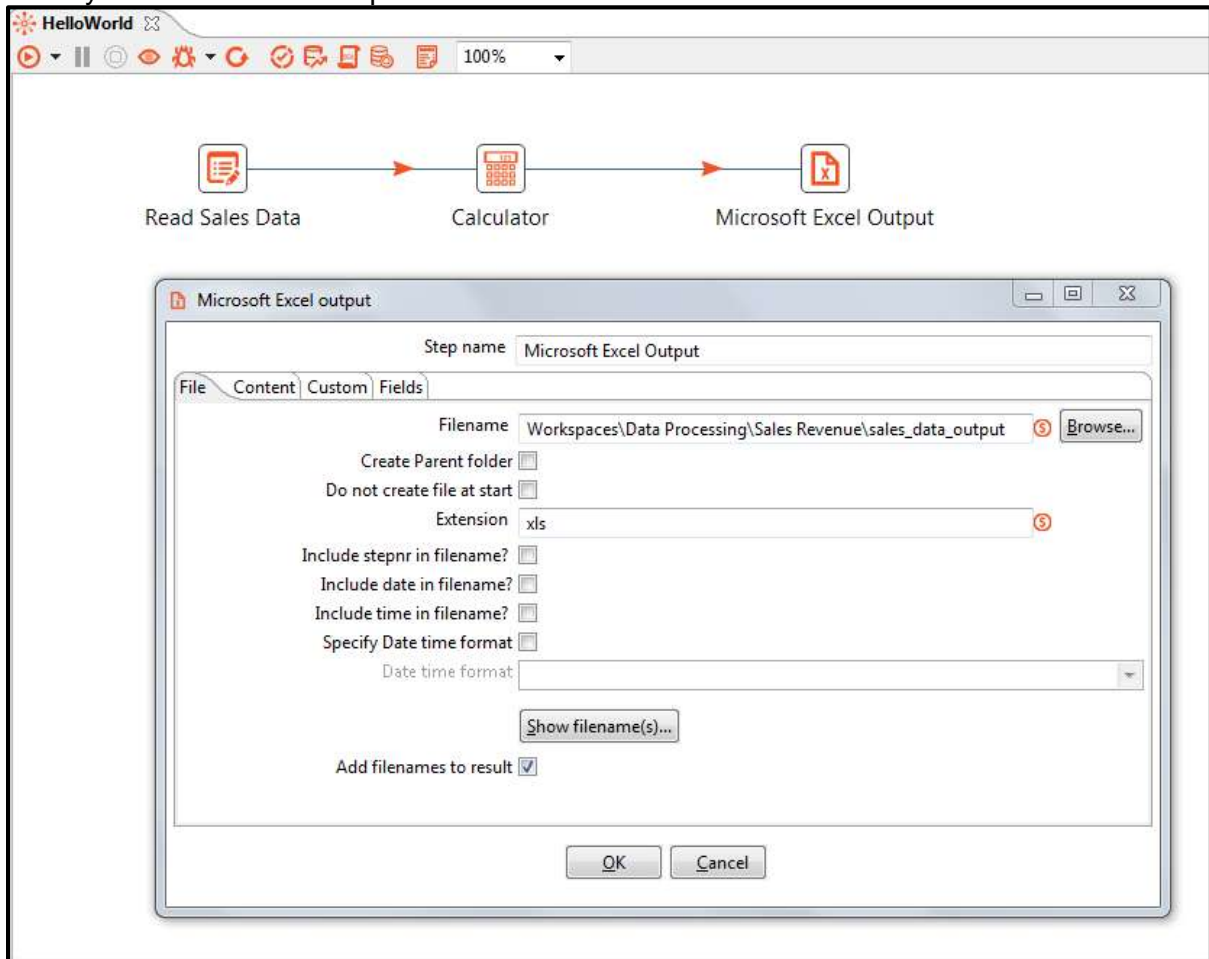 HelloWorld
100%
Read Sales Data
Calculator
Microsoft Excel Output
Microsoft Excel output
Step name Microsoft Excel Output
File Content Custom Fields
Filename Workspaces\Data Processing\Sales Revenue\sales_data_output Browse...
Create Parent folder
Do not create file at start
Extension xls
Include stepnr in filename?
Include date in filename?
Include time in filename?
Specify Date time format
Date time format
Show filename(s)...
Add filenames to result
OK Cancel